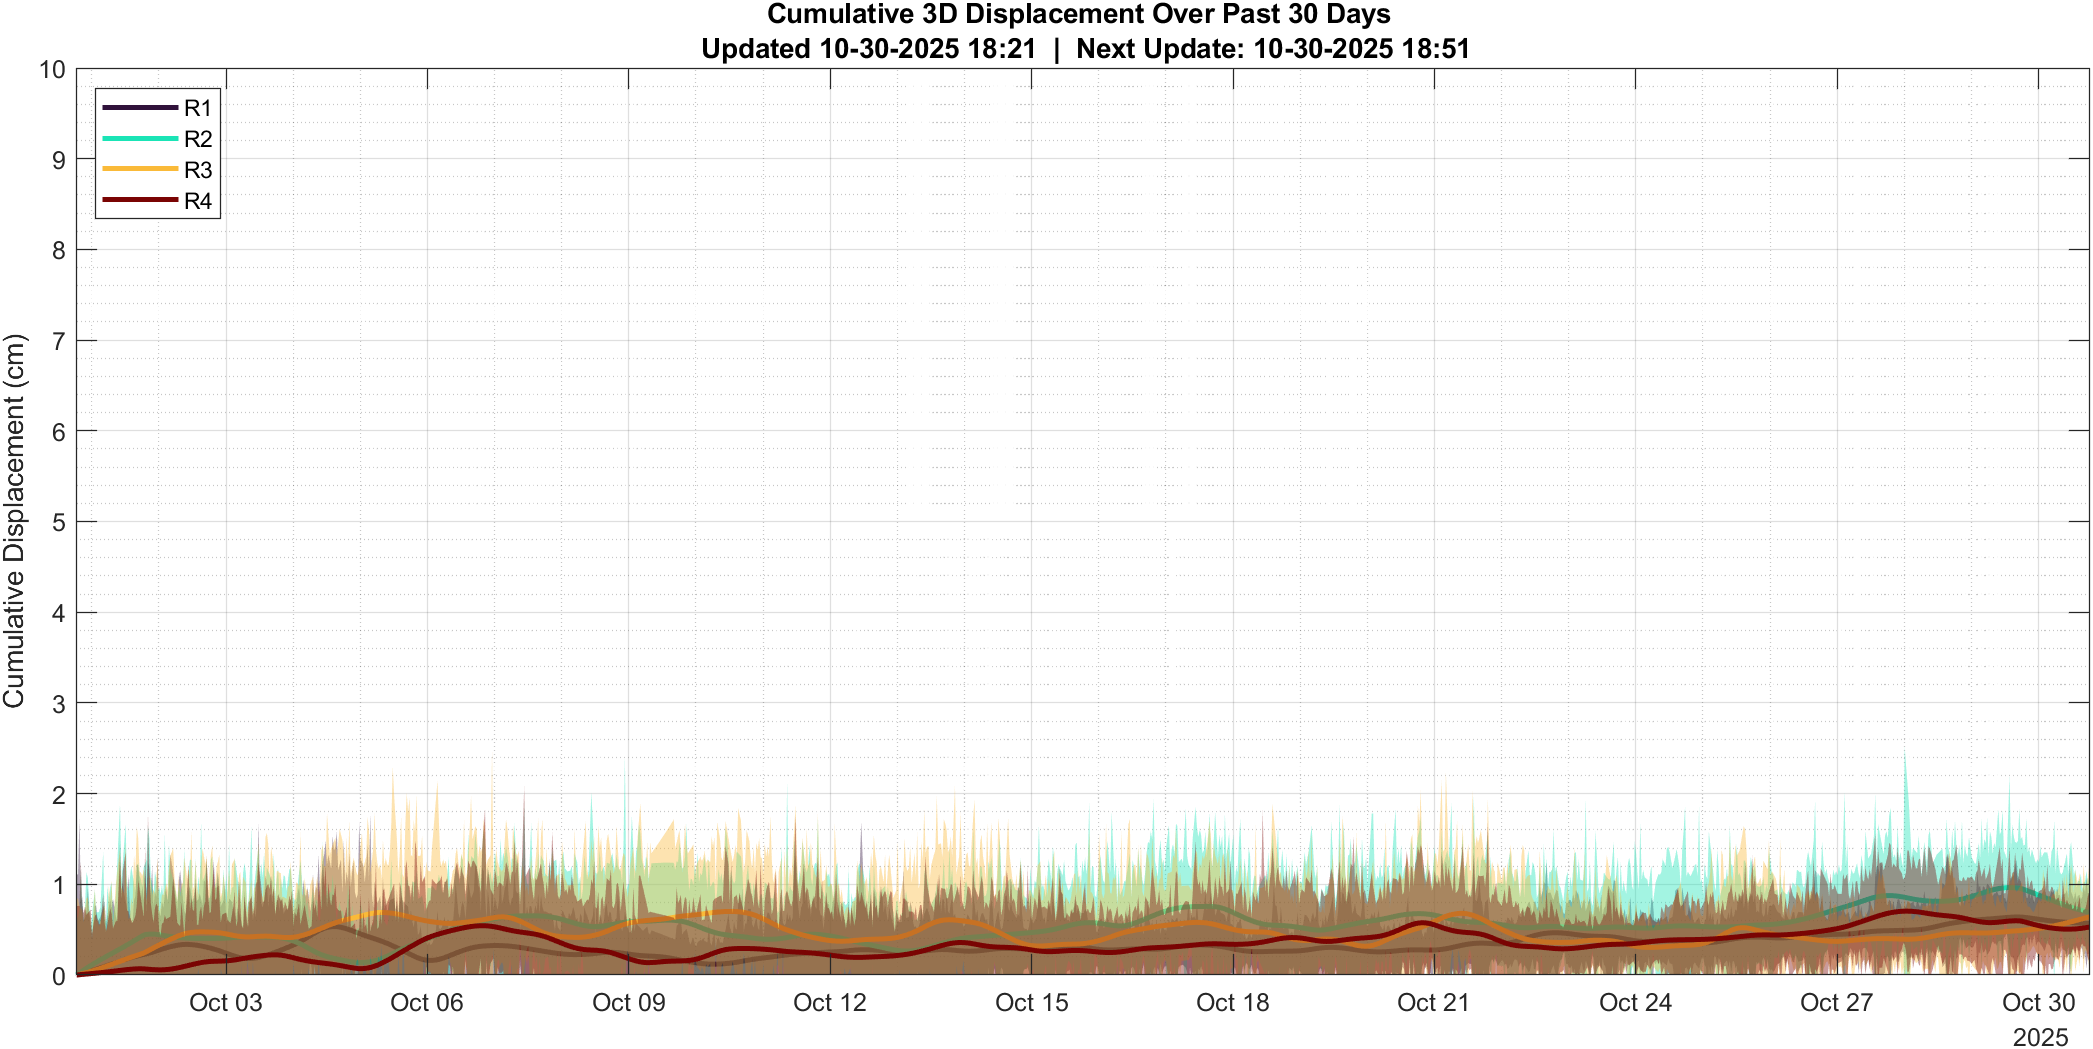 Cumulative 3D Displacement Over Past 30 Days
Updated 10-30-2025 18:21 | Next Update: 10-30-2025 18:51
R1
R2
R3
R4
Cumulative Displacement (cm)
10
9
8
7
6
5
4
3
2
1
0
Oct 03 Oct 06 Oct 09 Oct 12 Oct 15 Oct 18 Oct 21 Oct 24 Oct 27 Oct 30
2025